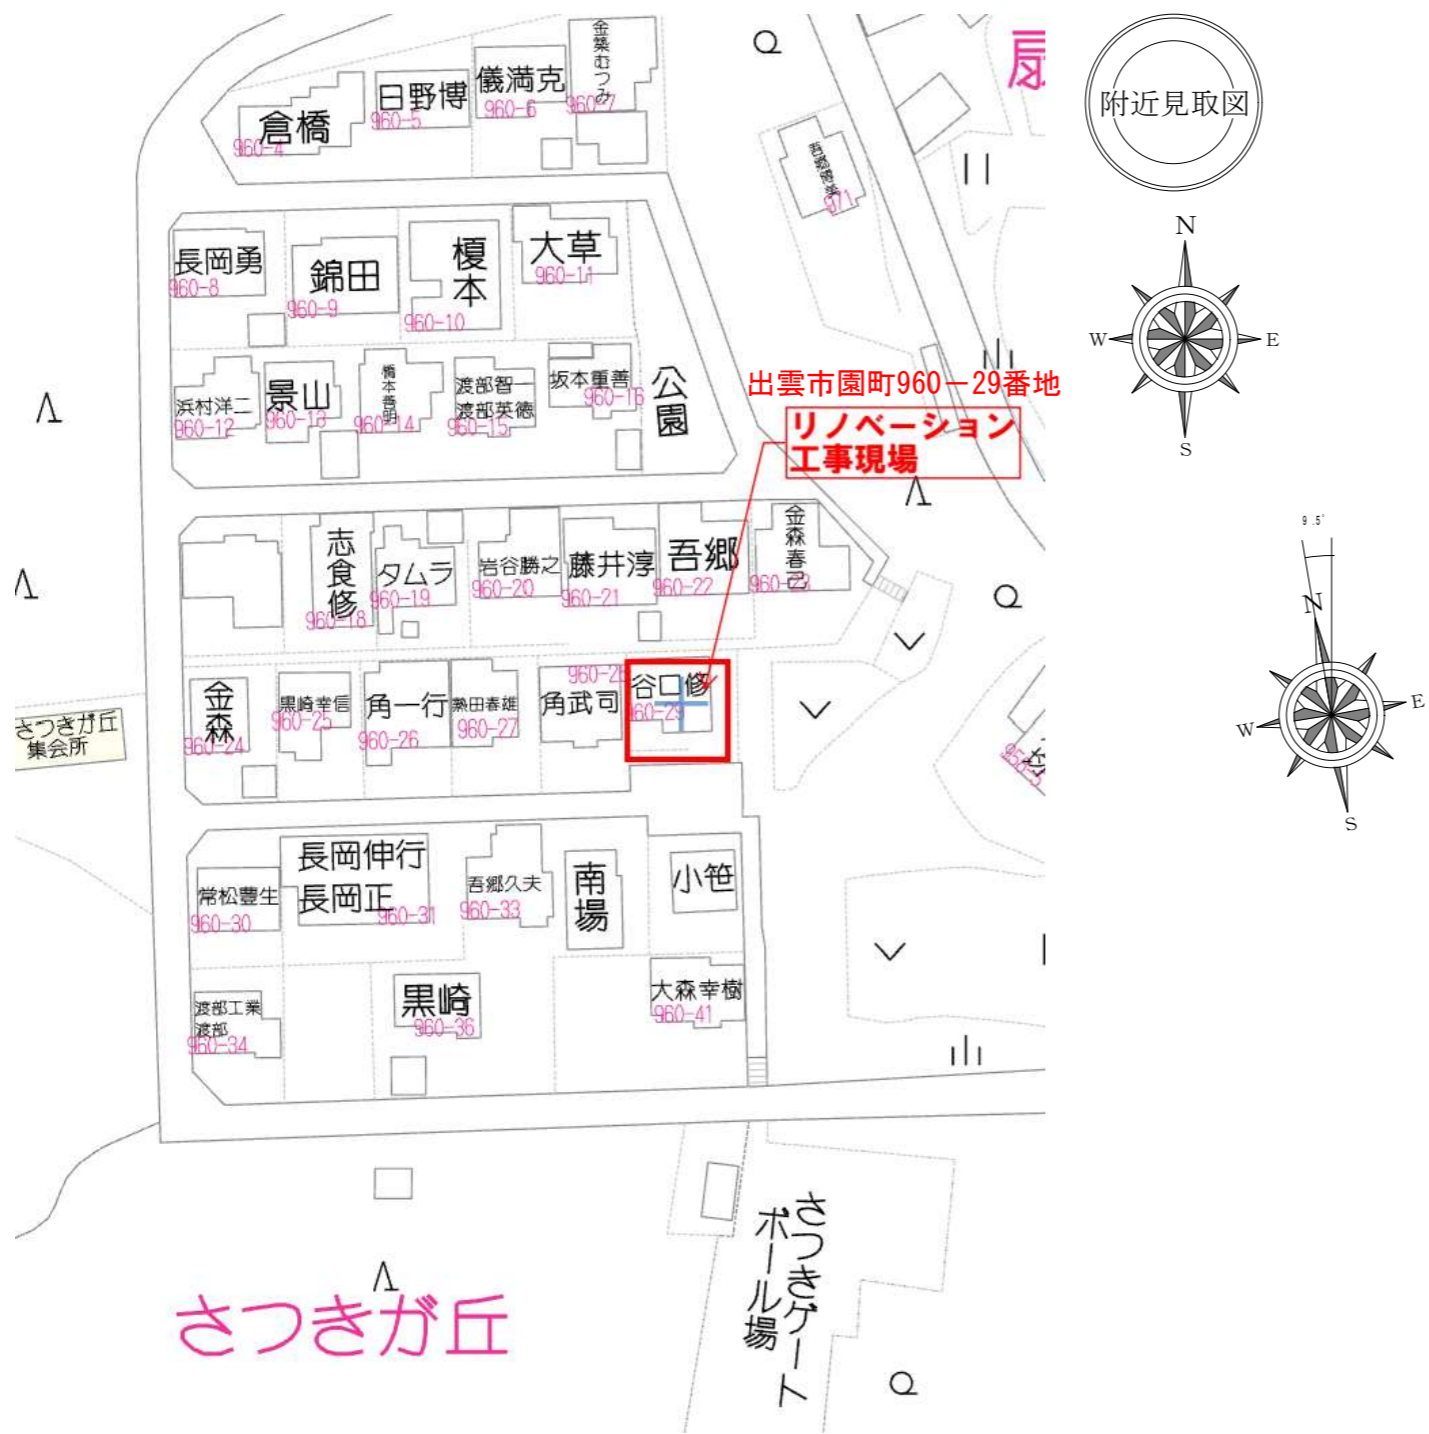 附近見取図
N
W
E
S
9.5°
N
W
E
S
出雲市園町960－29番地
リノベーション
工事現場
扇
倉橋
960-4
日野博
960-5
儀満克
960-6
金築むつみ
960-7
971
長岡勇
960-8
錦田
960-9
榎本
960-10
大草
960-11
浜村洋二
960-12
景山
960-13
橋本善明
960-14
渡部智一
渡部英徳
960-15
坂本重善
960-16
公園
志食修
960-18
タムラ
960-19
岩谷勝之
960-20
藤井淳
960-21
吾郷
960-22
金森春己
960-23
金森
960-24
黒崎幸信
960-25
角一行
960-26
熱田春雄
960-27
角武司
960-28
谷口修
960-29
さつきが丘
集会所
常松豊生
960-30
長岡伸行
長岡正
960-31
吾郷久夫
960-33
南場
小笹
渡部工業
渡部
960-34
黒崎
960-36
大森幸樹
960-41
さつきゲート
ボール場
さつきが丘